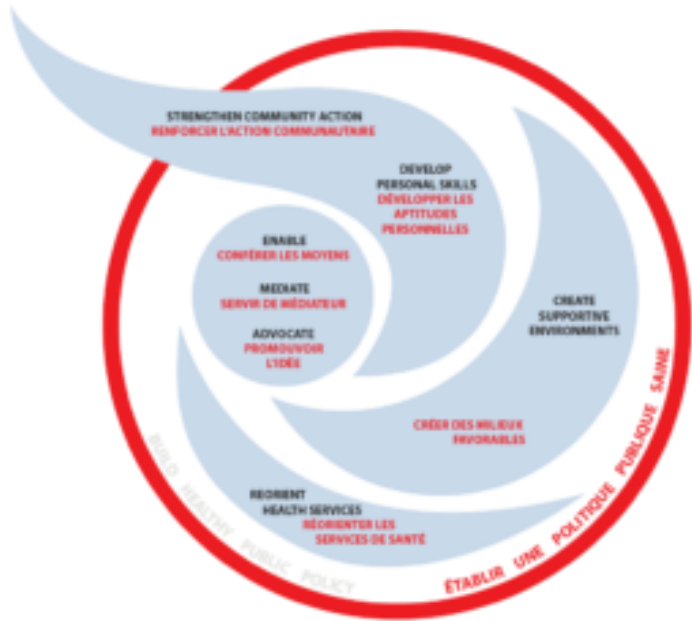 STRENGTHEN COMMUNITY ACTION
RENFORCER L'ACTION COMMUNAUTAIRE
DEVELOP
PERSONAL SKILLS
DÉVELOPPER LES
APTITUDES
PERSONNELLES
ENABLE
CONFÉRER LES MOYENS
MEDIATE
SERVIR DE MÉDIATEUR
ADVOCATE
PROMOUVOIR
L'IDÉE
CREATE
SUPPORTIVE
ENVIRONMENTS
CRÉER DES MILIEUX
FAVORABLES
REORIENT
HEALTH SERVICES
RÉORIENTER LES
SERVICES DE SANTÉ
BUILD HEALTHY PUBLIC POLICY
ÉTABLIR UNE POLITIQUE PUBLIQUE SAINE